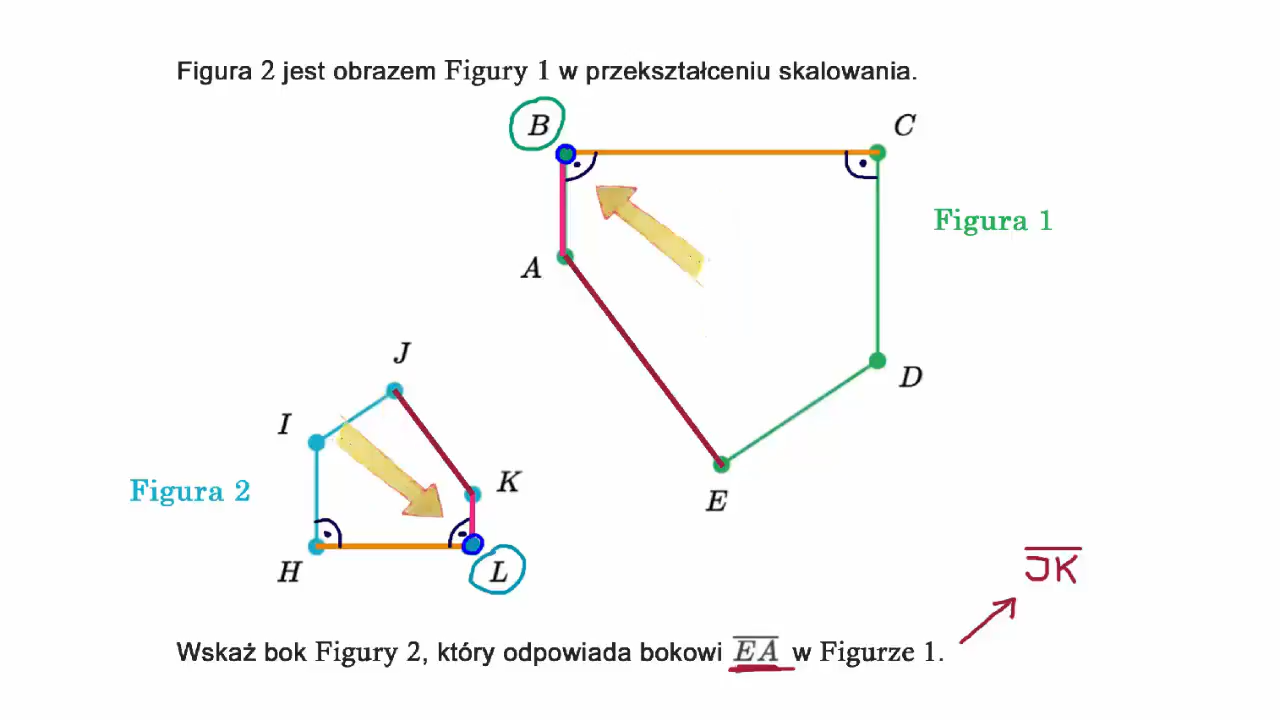 Figura 2 jest obrazem Figury 1 w przekształceniu skalowania.
B
C
Figura 1
A
J
D
I
K
Figura 2
E
H
L
JK
Wskaż bok Figury 2, który odpowiada bokowi EA w Figurze 1.